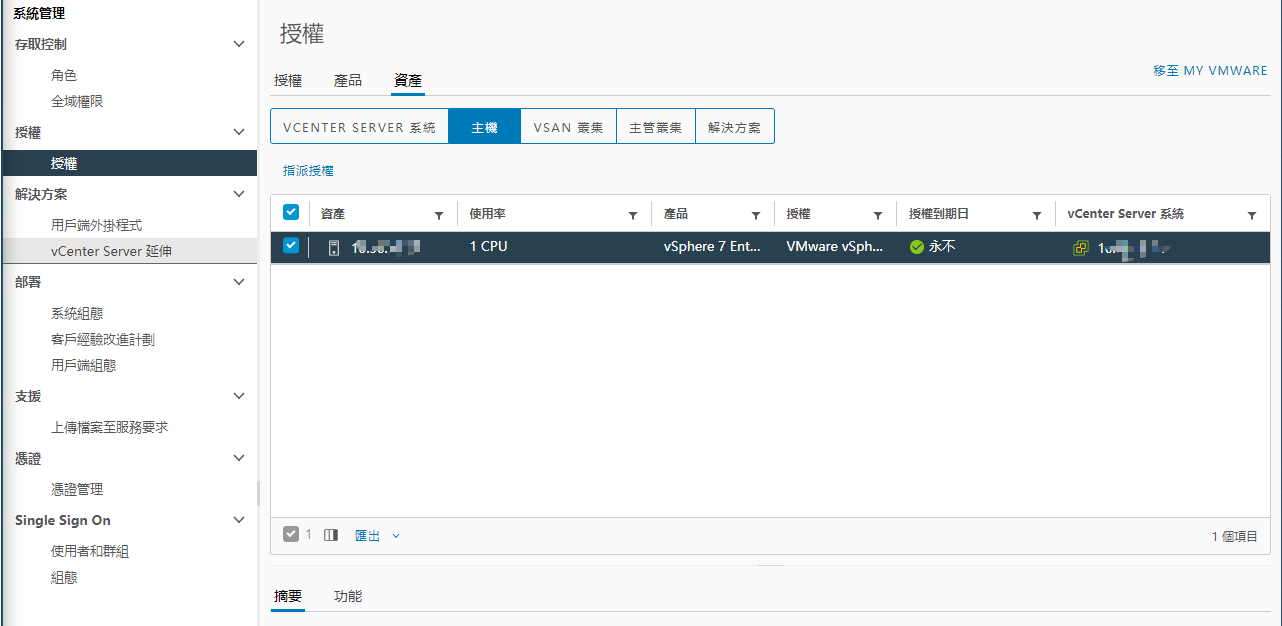 系統管理
存取控制
角色
全域權限
授權
授權
解決方案
用戶端外掛程式
vCenter Server 延伸
部署
系統組態
客戶經驗改進計劃
用戶端組態
支援
上傳檔案至服務要求
憑證
憑證管理
Single Sign On
使用者和群組
組態
授權
授權 產品 資產
移至 MY VMWARE
VCENTER SERVER 系統 主機 VSAN 叢集 主管叢集 解決方案
指派授權
資產 使用率 產品 授權 授權到期日 vCenter Server 系統
1 CPU vSphere 7 Ent... VMware vSph... 永不
1 匯出 1 個項目
摘要 功能